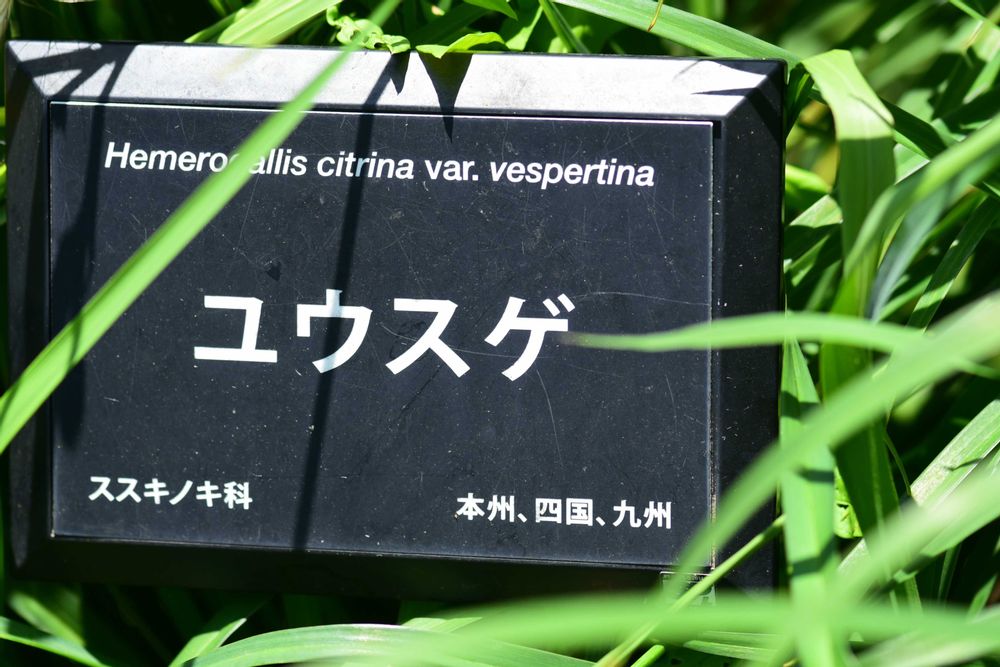 Hemerocallis citrina var. vespertina
ユウスゲ
ススキノキ科
本州、四国、九州